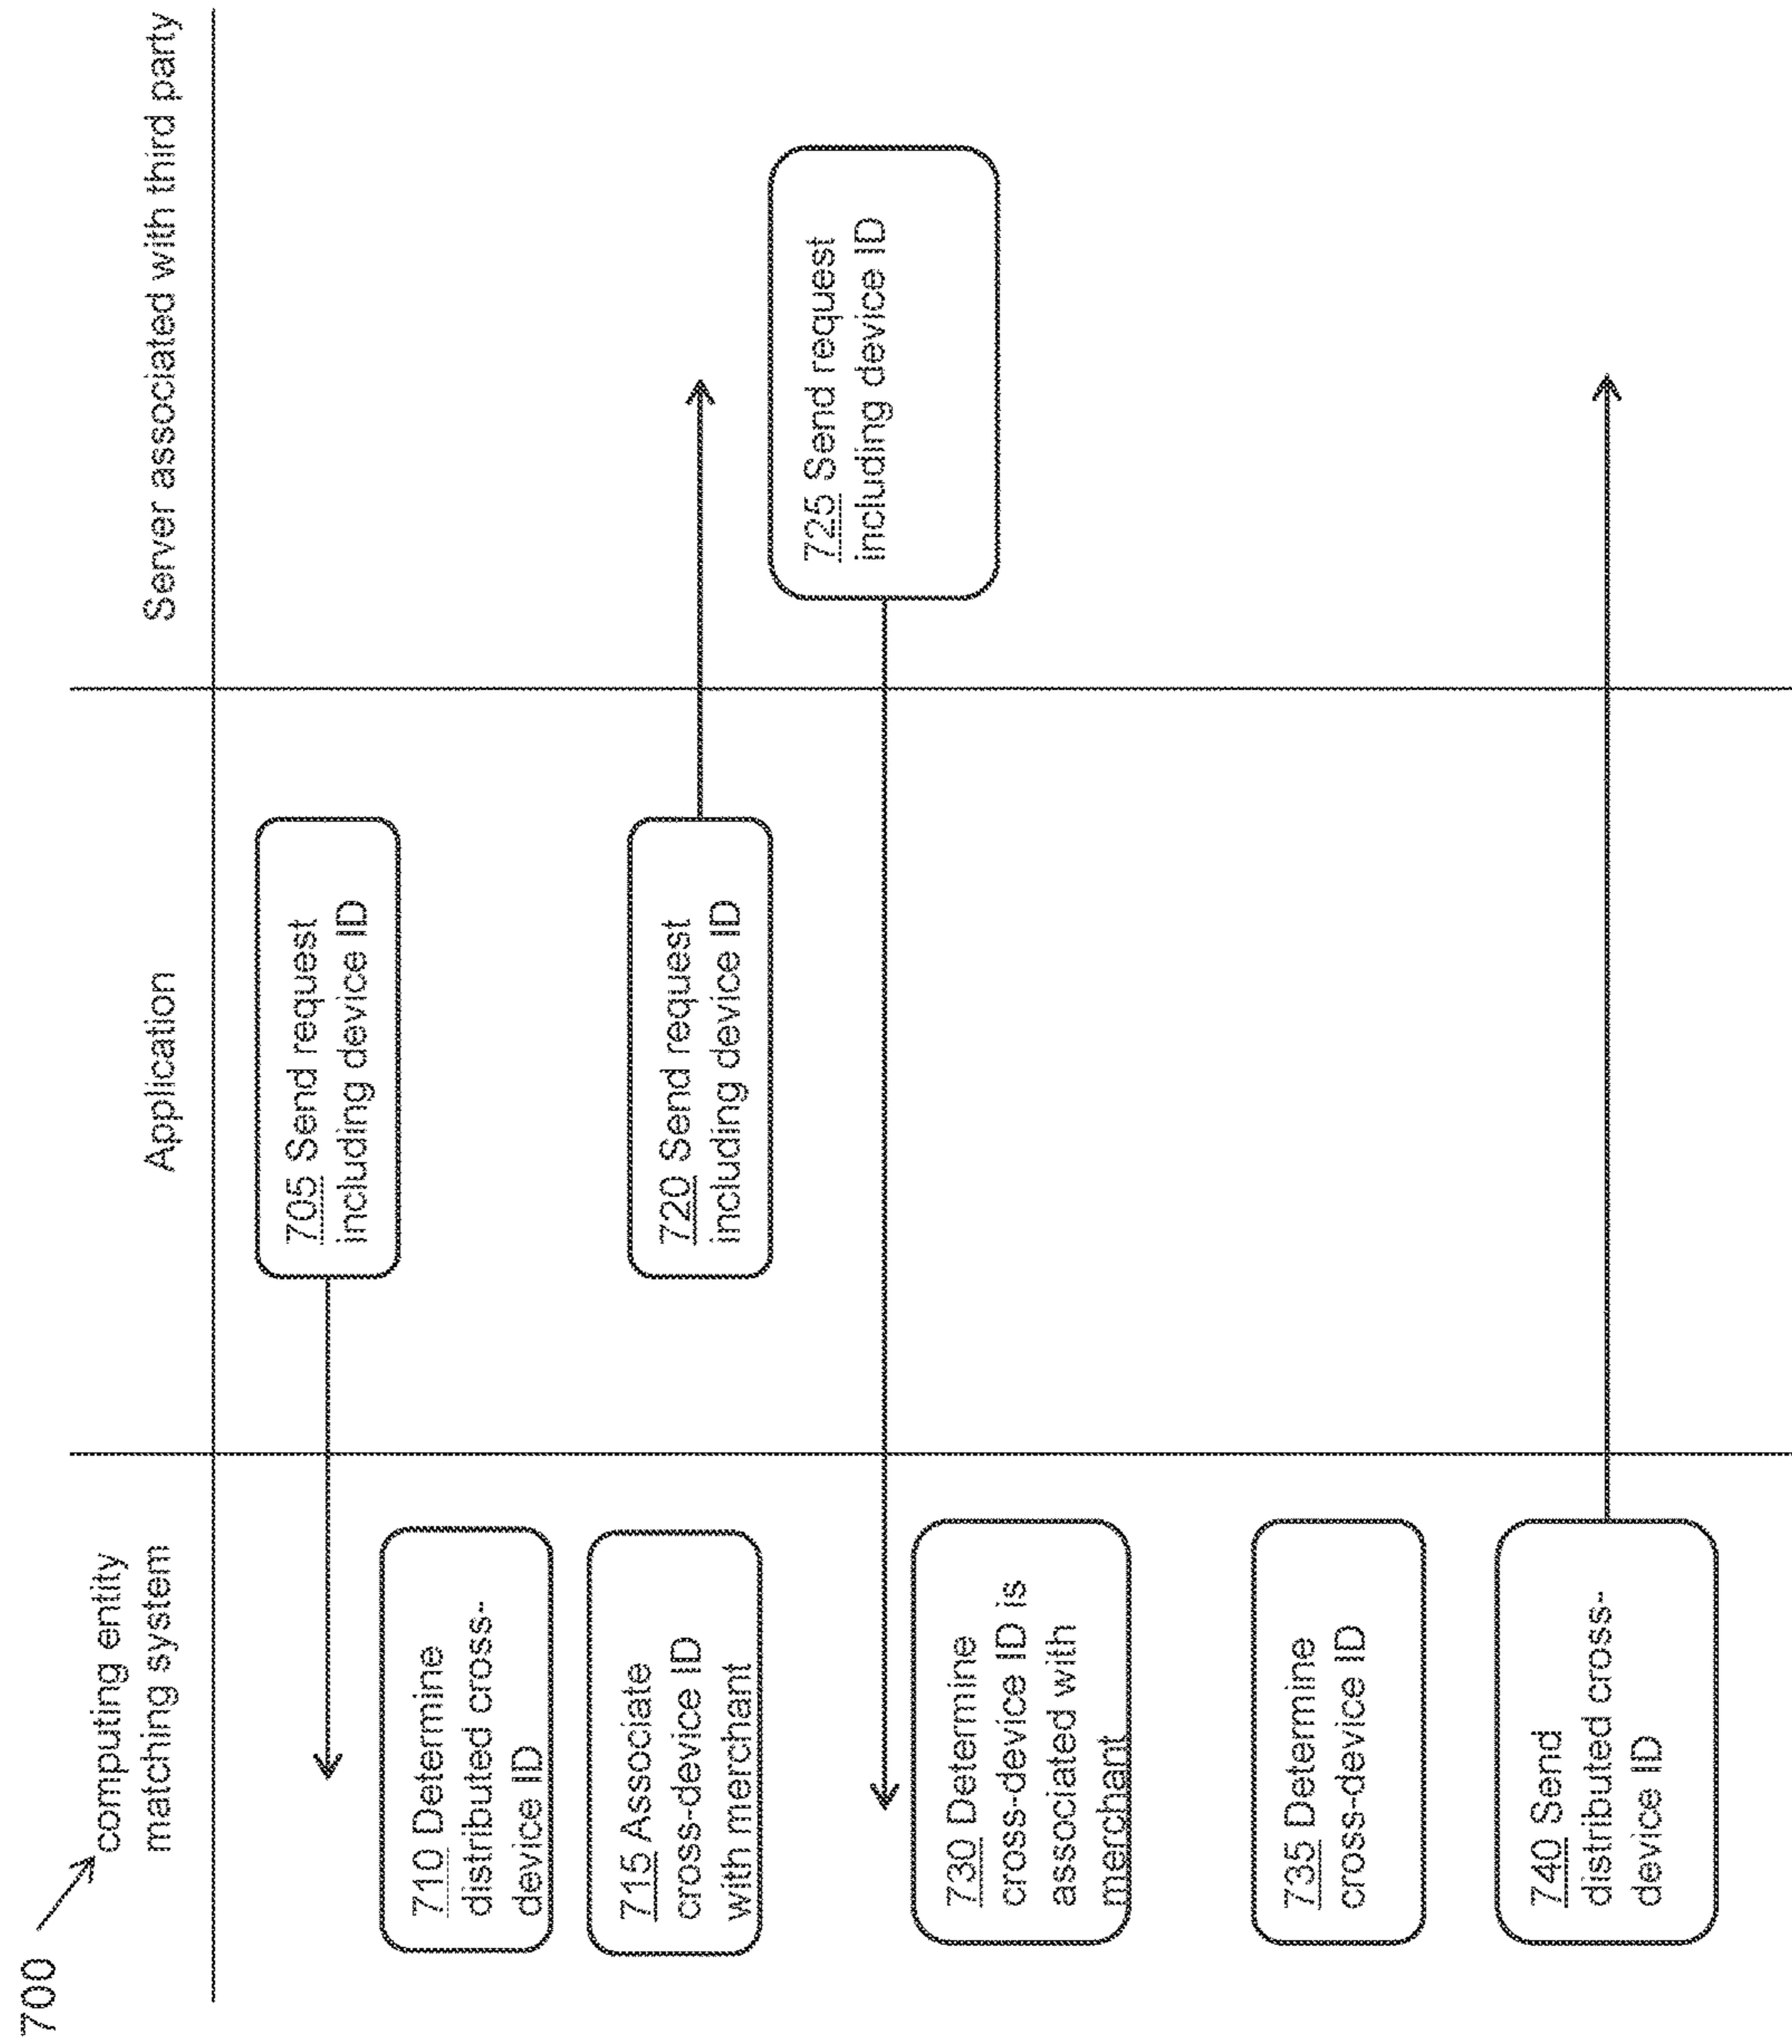 700
computing entity
matching system
Application
Server associated with third party
705 Send request
including device ID
710 Determine
distributed cross-
device ID
715 Associate
cross-device ID
with merchant
720 Send request
including device ID
725 Send request
including device ID
730 Determine
cross-device ID is
associated with
merchant
735 Determine
cross-device ID
740 Send
distributed cross-
device ID